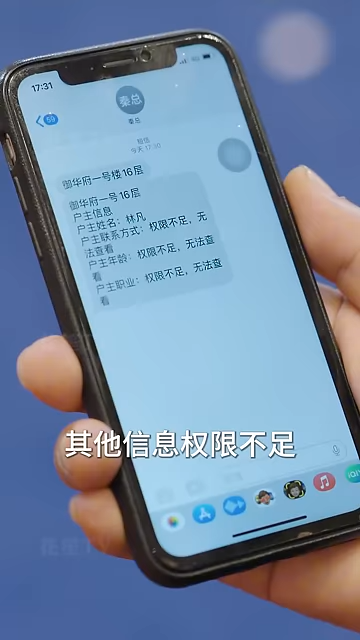 17:31
59
秦总
秦总
短信
今天 17:30
御华府一号楼16层
御华府一号16层
户主信息
户主姓名：林凡
户主联系方式：权限不足，无
法查看
户主年龄：权限不足，无法查
看
户主职业：权限不足，无法查
看
其他信息权限不足